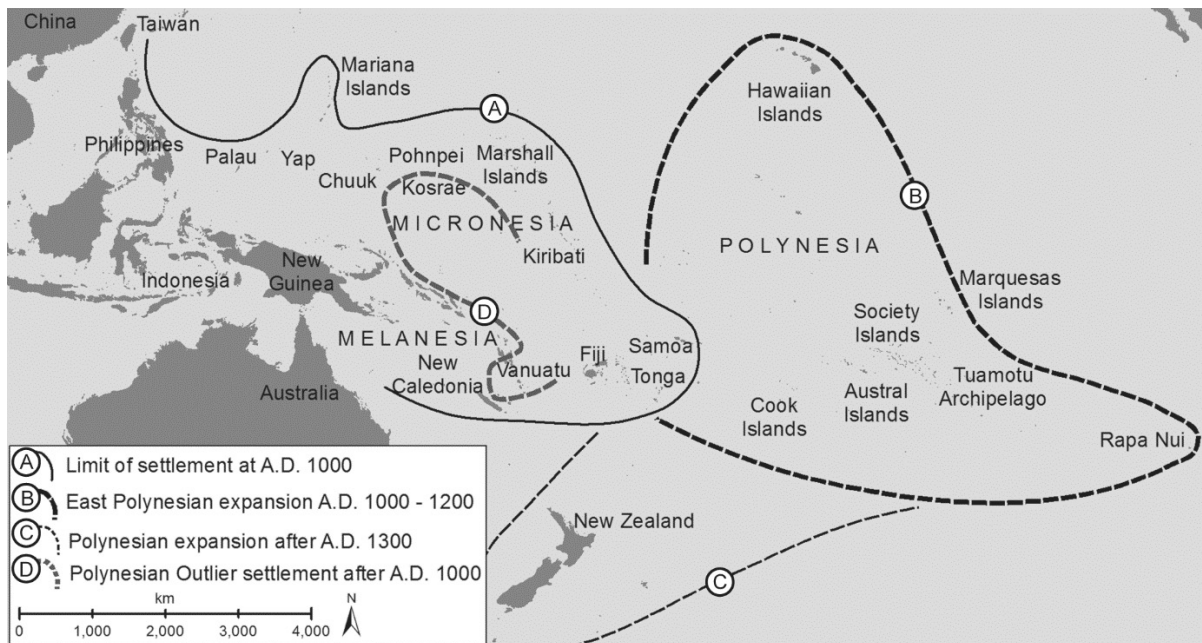 China
Taiwan
Mariana
Islands
A
Hawaiian
Islands
Philippines
Palau
Yap
Chuuk
Pohnpei
Kosrae
Marshall
Islands
B
MICRONESIA
Kiribati
POLYNESIA
Indonesia
New
Guinea
Marquesas
Islands
D
Society
Islands
MELANESIA
New
Caledonia
Vanuatu
Fiji
Samoa
Tonga
Australia
Cook
Islands
Austral
Islands
Tuamotu
Archipelago
Rapa Nui
New Zealand
C
A Limit of settlement at A.D. 1000
B East Polynesian expansion A.D. 1000 - 1200
C Polynesian expansion after A.D. 1300
D Polynesian Outlier settlement after A.D. 1000
km
N
0 1,000 2,000 3,000 4,000